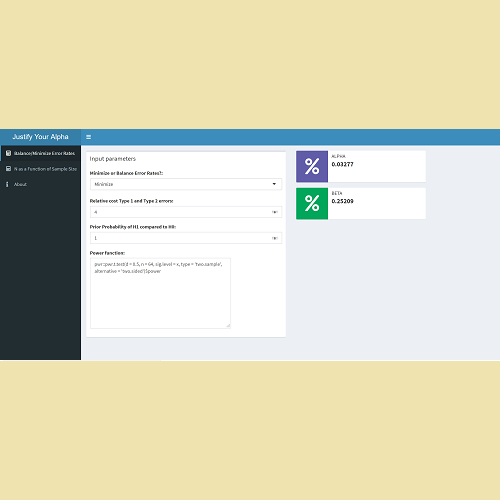 Justify Your Alpha
Balance/Minimize Error Rates
N as a Function of Sample Size
About
Input parameters
Minimize or Balance Error Rates?:
Minimize
Relative cost Type 1 and Type 2 errors:
4
Prior Probability of H1 compared to H0:
1
Power function:
pwr::pwr.t.test(d = 0.5, n = 64, sig.level = x, type = 'two.sample',
alternative = 'two.sided')$power
%
ALPHA
0.03277
%
BETA
0.25209